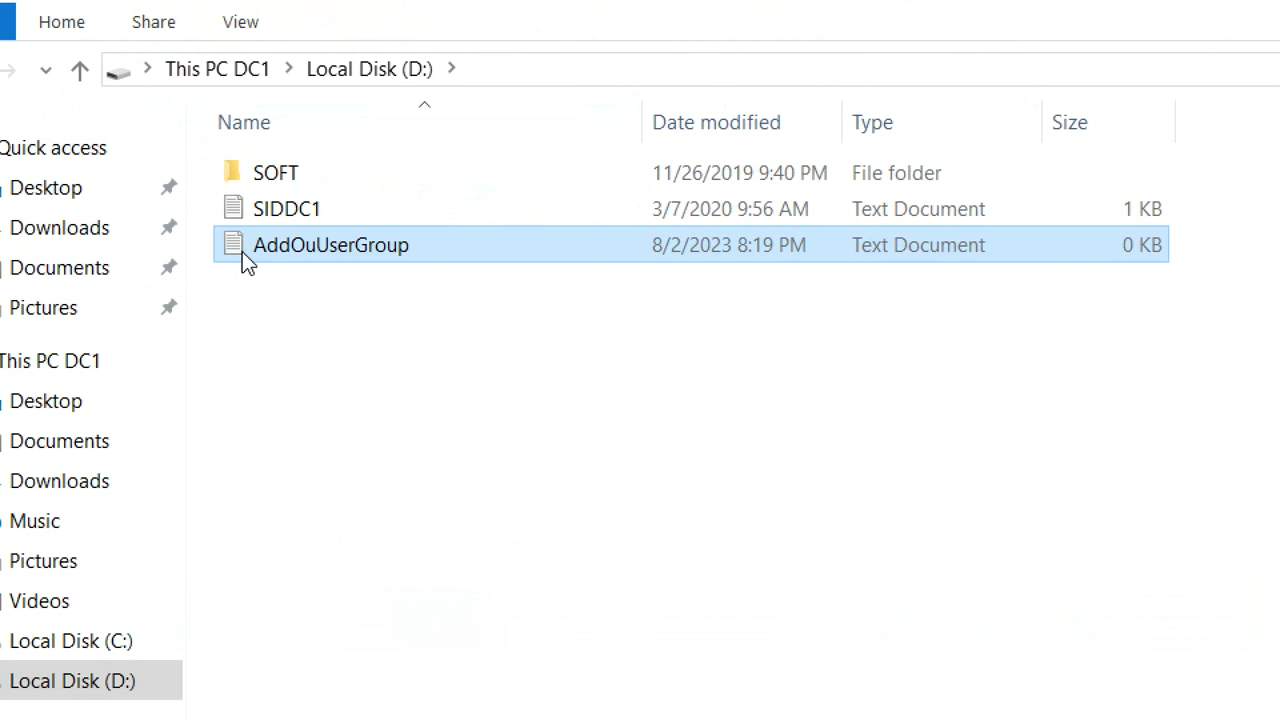 Home Share View
This PC DC1 Local Disk (D:)
Name Date modified Type Size
Quick access
Desktop
Downloads
Documents
Pictures
This PC DC1
Desktop
Documents
Downloads
Music
Pictures
Videos
Local Disk (C:)
Local Disk (D:)
SOFT 11/26/2019 9:40 PM File folder
SIDDC1 3/7/2020 9:56 AM Text Document 1 KB
AddOuUserGroup 8/2/2023 8:19 PM Text Document 0 KB